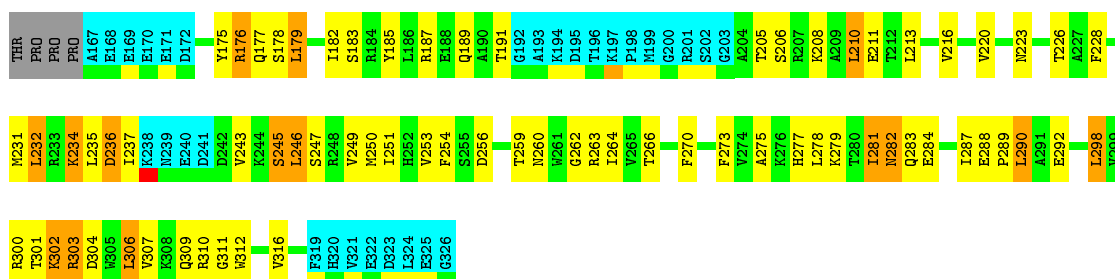 THR PRO PRO PRO A167 E168 E169 E170 E171 D172 Y175 R176 Q177 S178 L179 I182 S183 R184 Y185 L186 R187 E188 Q189 A190 T191 G192 A193 K194 D195 T196 K197 P198 M199 G200 R201 S202 G203 A204 T205 S206 R207 K208 A209 L210 E211 T212 L213 V216 V220 N223 T226 A227 F228
M231 L232 R233 K234 L235 D236 I237 K238 N239 E240 D241 D242 V243 K244 S245 L246 S247 R248 V249 M250 I251 H252 V253 F254 S255 D256 T259 N260 W261 G262 R263 I264 V265 T266 F270 F273 V274 A275 K276 H277 L278 K279 T280 I281 N282 Q283 E284 I287 E288 P289 L290 A291 E292 L298 V299
R300 T301 K302 R303 D304 W305 L306 V307 K308 Q309 R310 G311 W312 V316 F319 H320 V321 E322 D323 L324 E325 G326